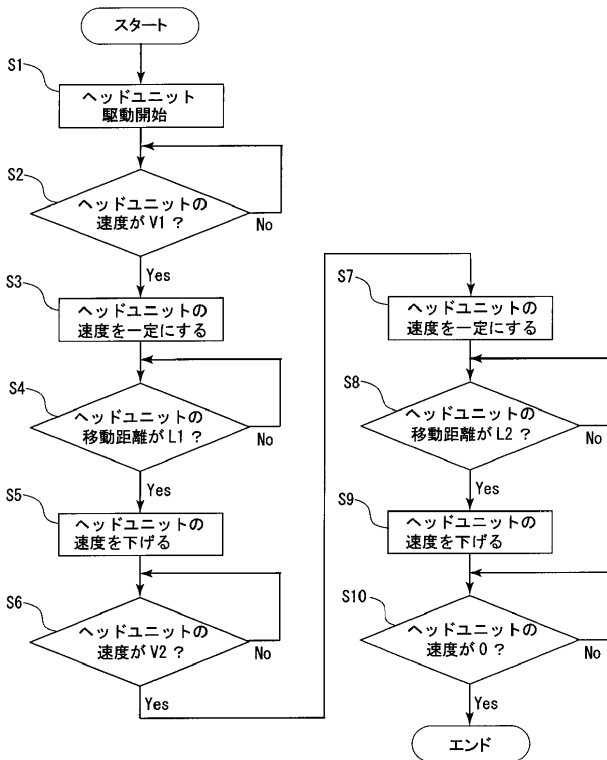 スタート
S1
ヘッドユニット
駆動開始
S2
ヘッドユニットの
速度が V1 ?
No
Yes
S3
ヘッドユニットの
速度を一定にする
S4
ヘッドユニットの
移動距離が L1 ?
No
Yes
S5
ヘッドユニットの
速度を下げる
S6
ヘッドユニットの
速度が V2 ?
No
Yes
S7
ヘッドユニットの
速度を一定にする
S8
ヘッドユニットの
移動距離が L2 ?
No
Yes
S9
ヘッドユニットの
速度を下げる
S10
ヘッドユニットの
速度が 0 ?
No
Yes
エンド